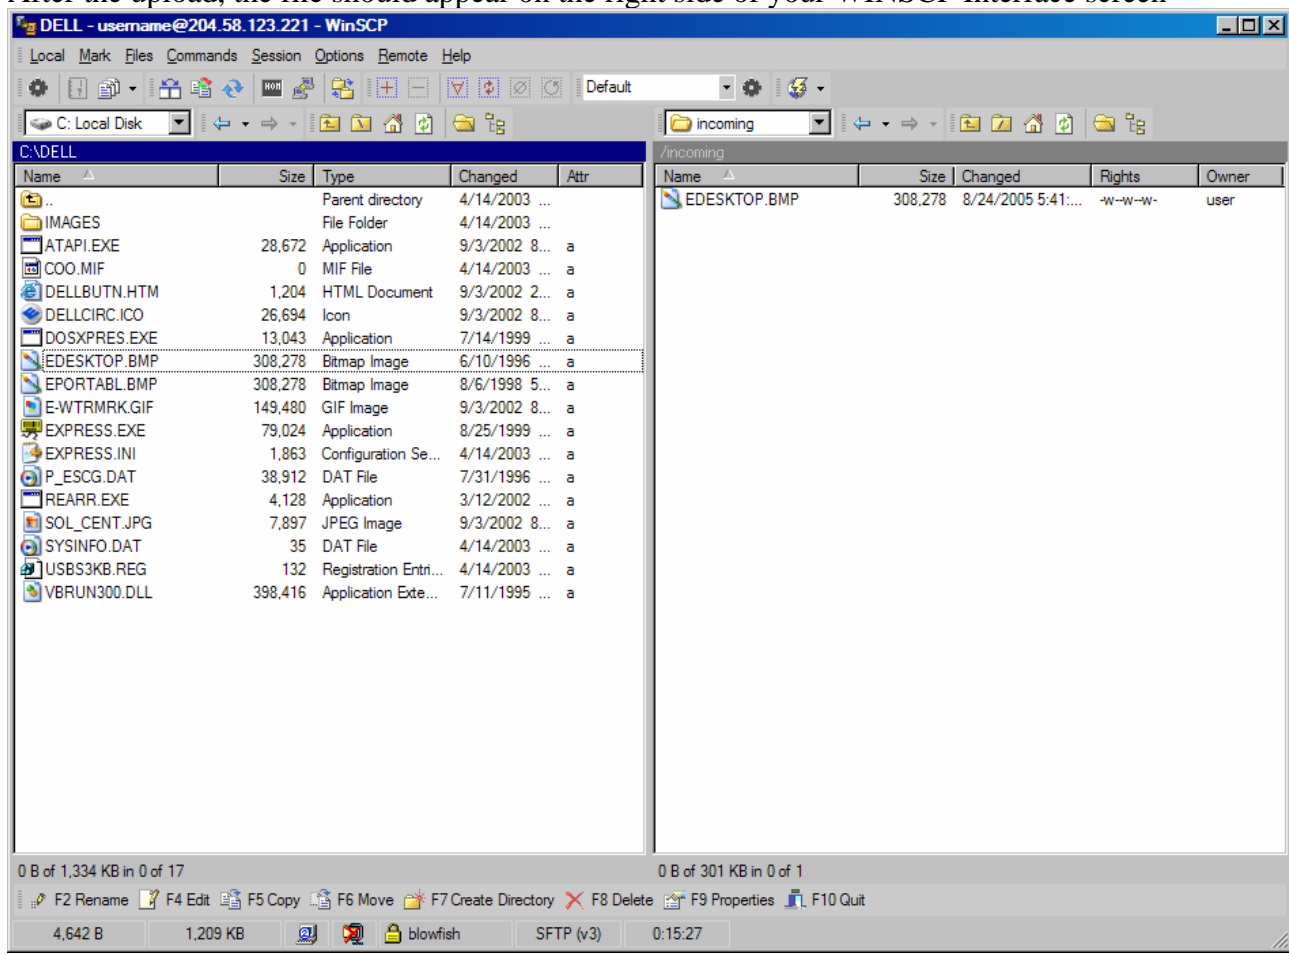 After the upload, the file should appear on the right side of your WINSCP interface screen
DELL - username@204.58.123.221 - WinSCP
Local Mark Files Commands Session Options Remote Help
Default
C: Local Disk incoming
C:\DELL /incoming
Name Size Type Changed Attr Name Size Changed Rights Owner
.. Parent directory 4/14/2003 ... EDESKTOP.BMP 308,278 8/24/2005 5:41:... -w--w--w- user
IMAGES File Folder 4/14/2003 ...
ATAPI.EXE 28,672 Application 9/3/2002 8... a
COO.MIF 0 MIF File 4/14/2003 ... a
DELLBUTN.HTM 1,204 HTML Document 9/3/2002 2... a
DELLCIRC.ICO 26,694 Icon 9/3/2002 8... a
DOSXPRES.EXE 13,043 Application 7/14/1999 ... a
EDESKTOP.BMP 308,278 Bitmap Image 6/10/1996 ... a
EPORTABL.BMP 308,278 Bitmap Image 8/6/1998 5... a
E-WTRMRK.GIF 149,480 GIF Image 9/3/2002 8... a
EXPRESS.EXE 79,024 Application 8/25/1999 ... a
EXPRESS.INI 1,863 Configuration Se... 4/14/2003 ... a
P_ESCG.DAT 38,912 DAT File 7/31/1996 ... a
REARR.EXE 4,128 Application 3/12/2002 ... a
SOL_CENT.JPG 7,897 JPEG Image 9/3/2002 8... a
SYSINFO.DAT 35 DAT File 4/14/2003 ... a
USBS3KB.REG 132 Registration Entri... 4/14/2003 ... a
VBRUN300.DLL 398,416 Application Exte... 7/11/1995 ... a
0 B of 1,334 KB in 0 of 17 0 B of 301 KB in 0 of 1
F2 Rename F4 Edit F5 Copy F6 Move F7 Create Directory F8 Delete F9 Properties F10 Quit
4,642 B 1,209 KB blowfish SFTP (v3) 0:15:27